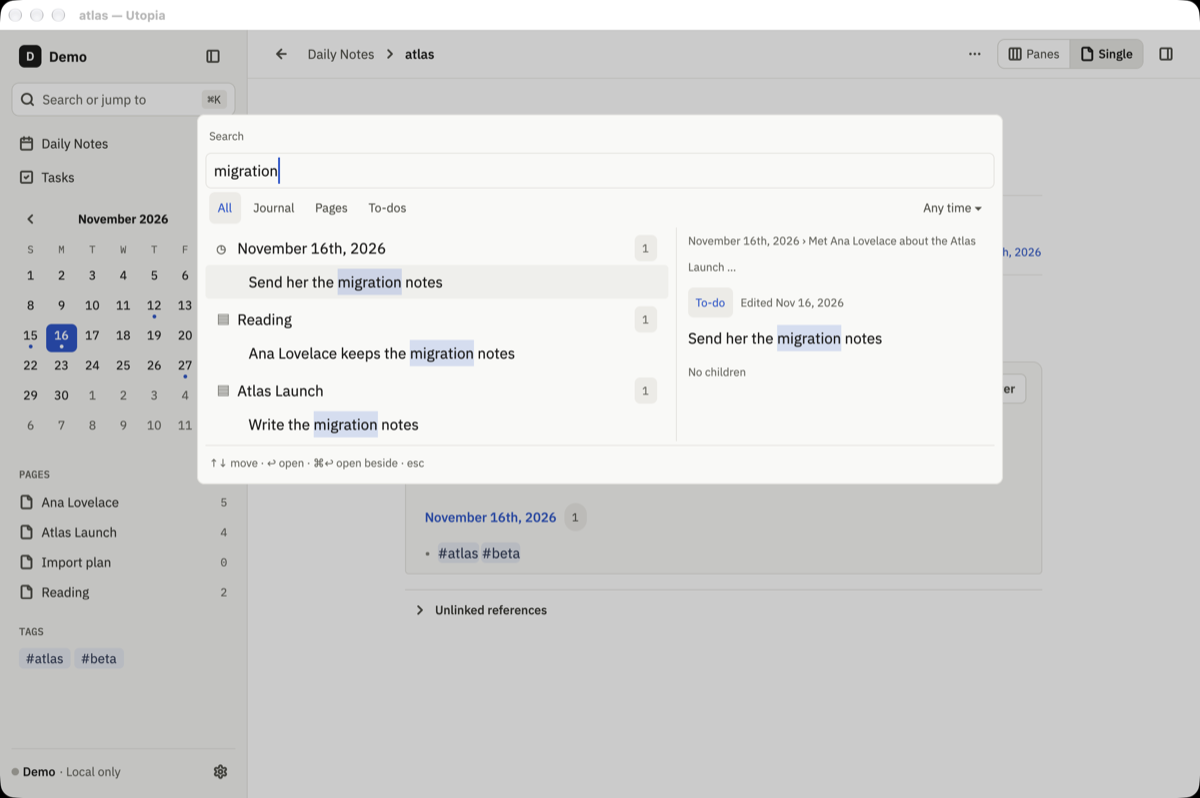 atlas — Utopia
D Demo
Search or jump to ⌘K
Daily Notes
Tasks
November 2026
S M T W T F
1 2 3 4 5 6
8 9 10 11 12 13
15 16 17 18 19 20
22 23 24 25 26 27
29 30 1 2 3 4
6 7 8 9 10 11
PAGES
Ana Lovelace 5
Atlas Launch 4
Import plan 0
Reading 2
TAGS
#atlas #beta
Demo · Local only
Daily Notes > atlas
··· Panes Single
Search
migration
All Journal Pages To-dos Any time
November 16th, 2026 1
Send her the migration notes
Reading 1
Ana Lovelace keeps the migration notes
Atlas Launch 1
Write the migration notes
November 16th, 2026 › Met Ana Lovelace about the Atlas
Launch ...
To-do Edited Nov 16, 2026
Send her the migration notes
No children
↑↓ move · ↩ open · ⌘↩ open beside · esc
h, 2026
er
November 16th, 2026 1
• #atlas #beta
Unlinked references